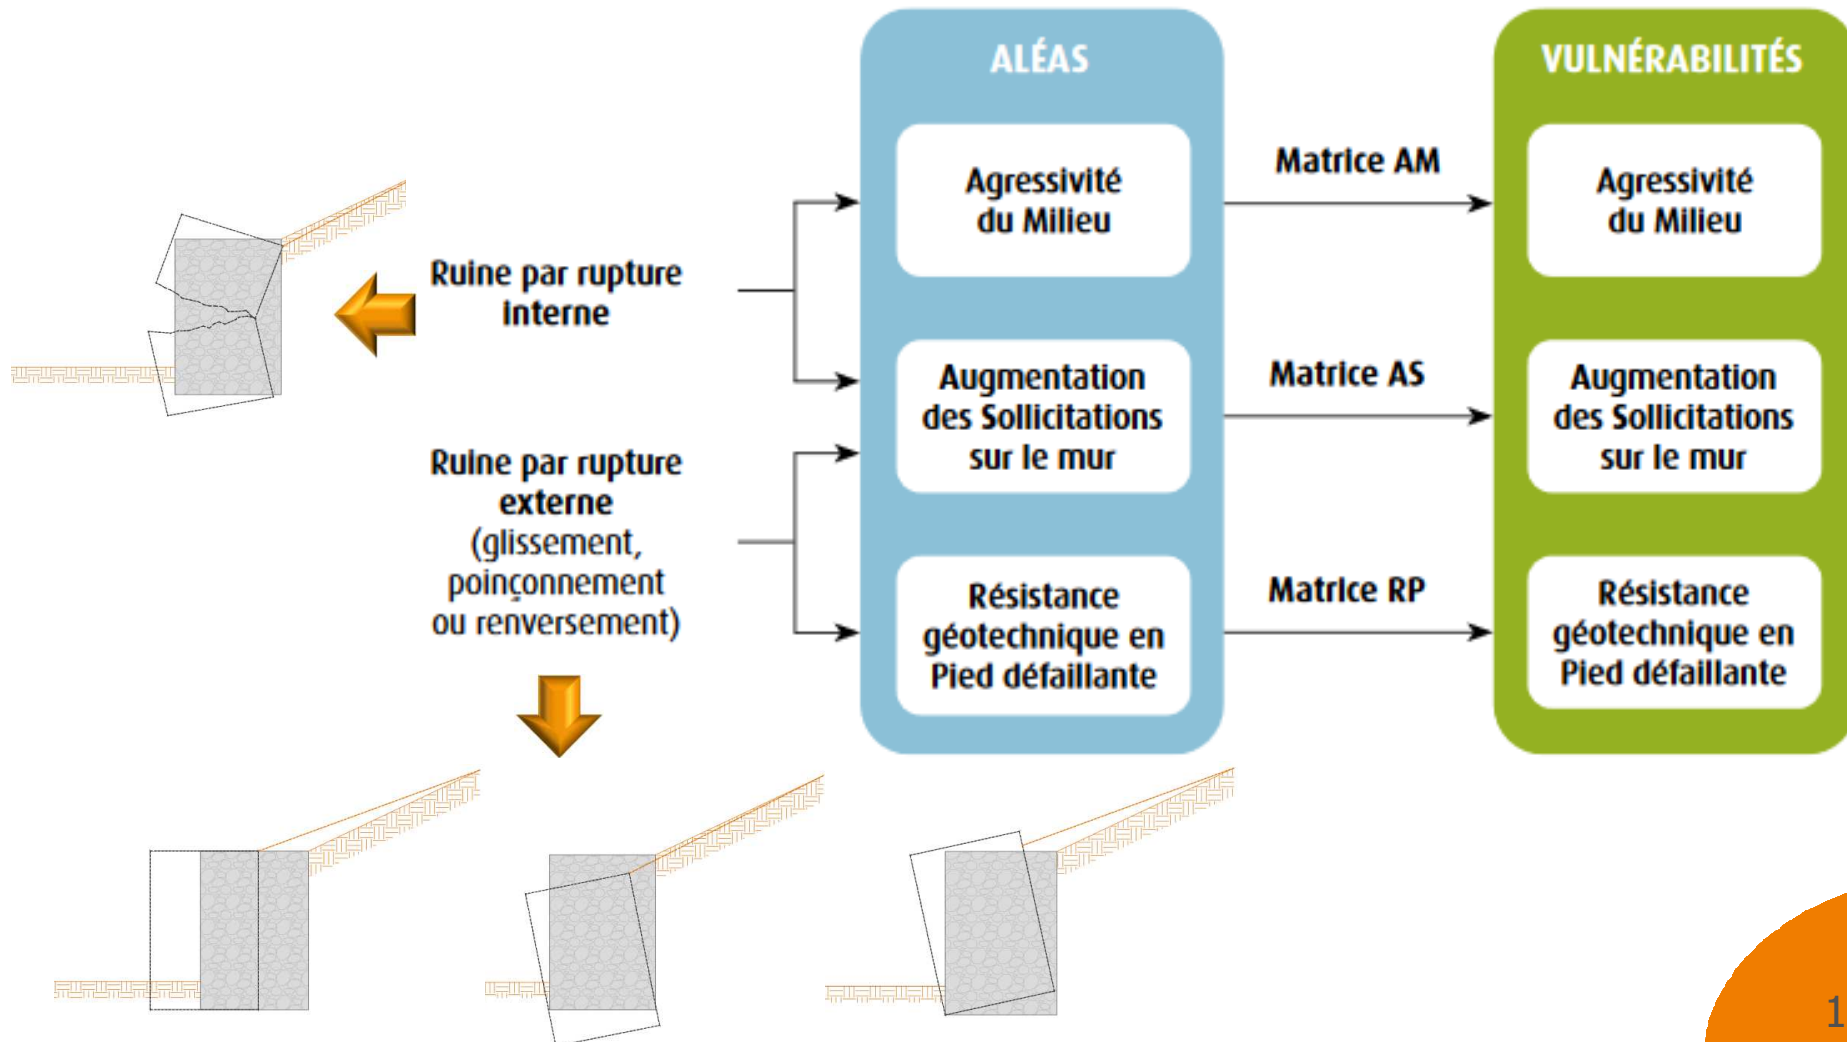 ALÉAS
VULNÉRABILITÉS
Ruine par rupture
interne
Ruine par rupture
externe
(glissement,
poinçonnement
ou renversement)
Agressivité
du Milieu
Augmentation
des Sollicitations
sur le mur
Résistance
géotechnique en
Pied défaillante
Matrice AM
Matrice AS
Matrice RP
Agressivité
du Milieu
Augmentation
des Sollicitations
sur le mur
Résistance
géotechnique en
Pied défaillante
1